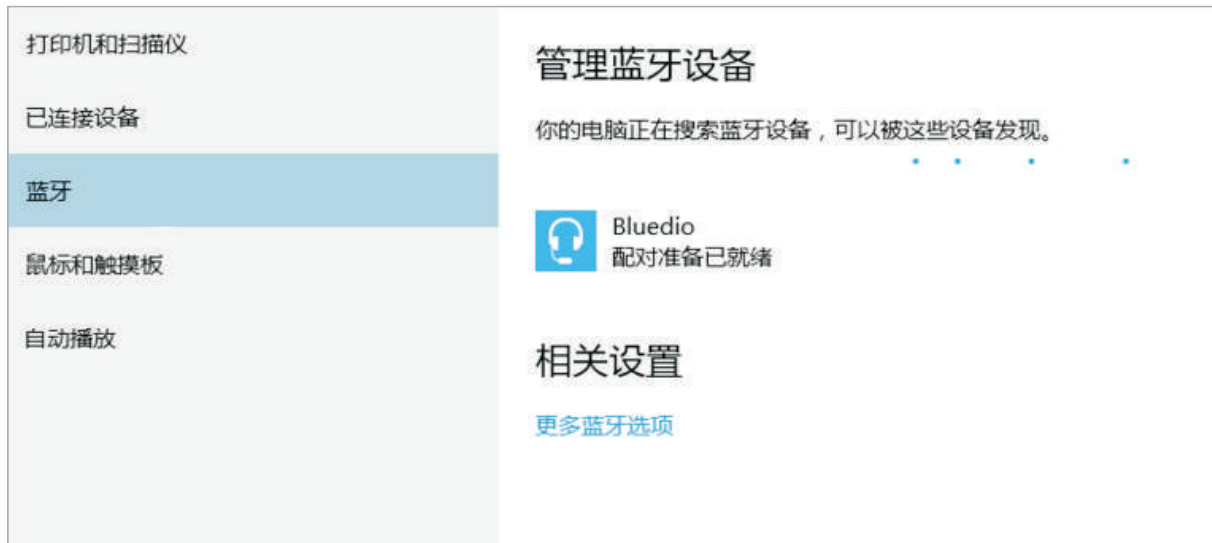 打印机和扫描仪
已连接设备
蓝牙
鼠标和触摸板
自动播放
管理蓝牙设备
你的电脑正在搜索蓝牙设备，可以被这些设备发现。
Bluedio
配对准备已就绪
相关设置
更多蓝牙选项